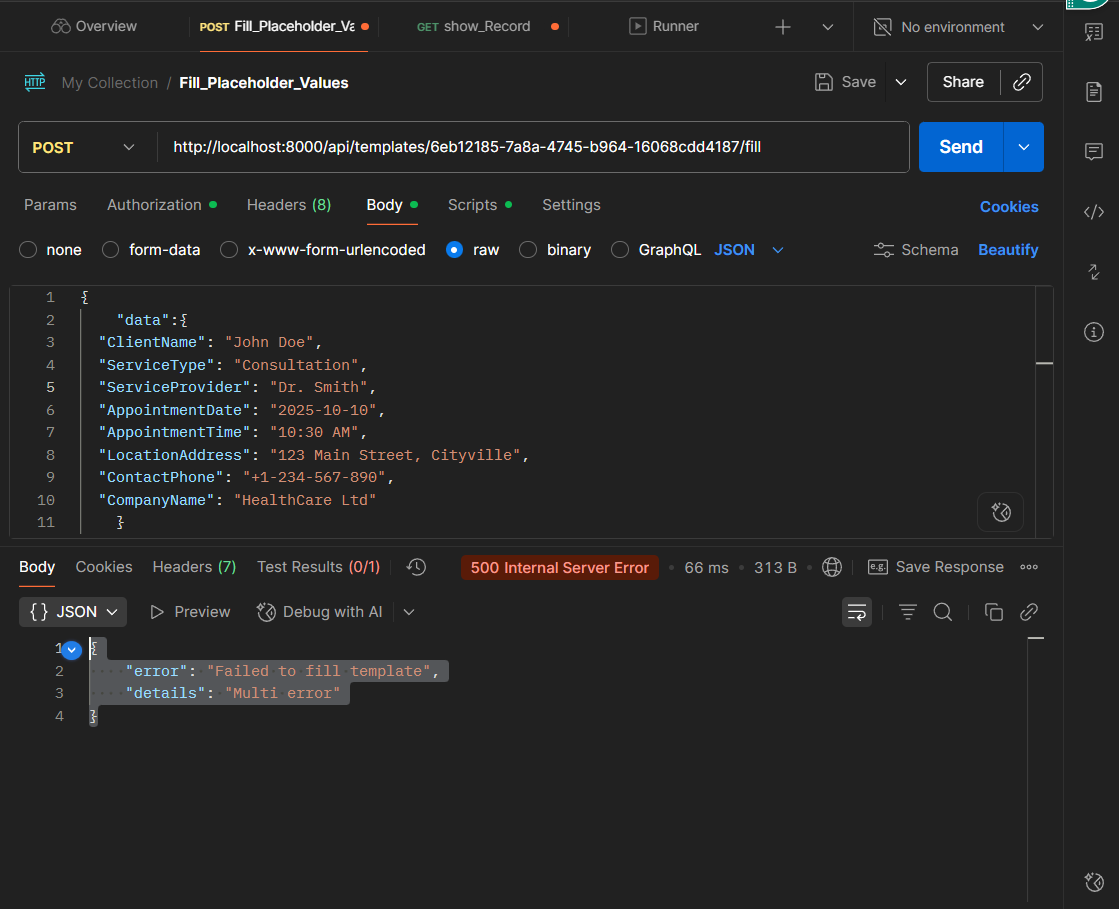 Overview
POST Fill_Placeholder_Va
GET show_Record
Runner
No environment
HTTP My Collection / Fill_Placeholder_Values
Save
Share
POST
http://localhost:8000/api/templates/6eb12185-7a8a-4745-b964-16068cdd4187/fill
Send
Params Authorization Headers (8) Body Scripts Settings Cookies
none form-data x-www-form-urlencoded raw binary GraphQL JSON Schema Beautify
1 {
2 "data":{
3 "ClientName": "John Doe",
4 "ServiceType": "Consultation",
5 "ServiceProvider": "Dr. Smith",
6 "AppointmentDate": "2025-10-10",
7 "AppointmentTime": "10:30 AM",
8 "LocationAddress": "123 Main Street, Cityville",
9 "ContactPhone": "+1-234-567-890",
10 "CompanyName": "HealthCare Ltd"
11 }
Body Cookies Headers (7) Test Results (0/1) 500 Internal Server Error • 66 ms • 313 B • e.g. Save Response
{} JSON Preview Debug with AI
1 {
2 "error": "Failed to fill template",
3 "details": "Multi error"
4 }